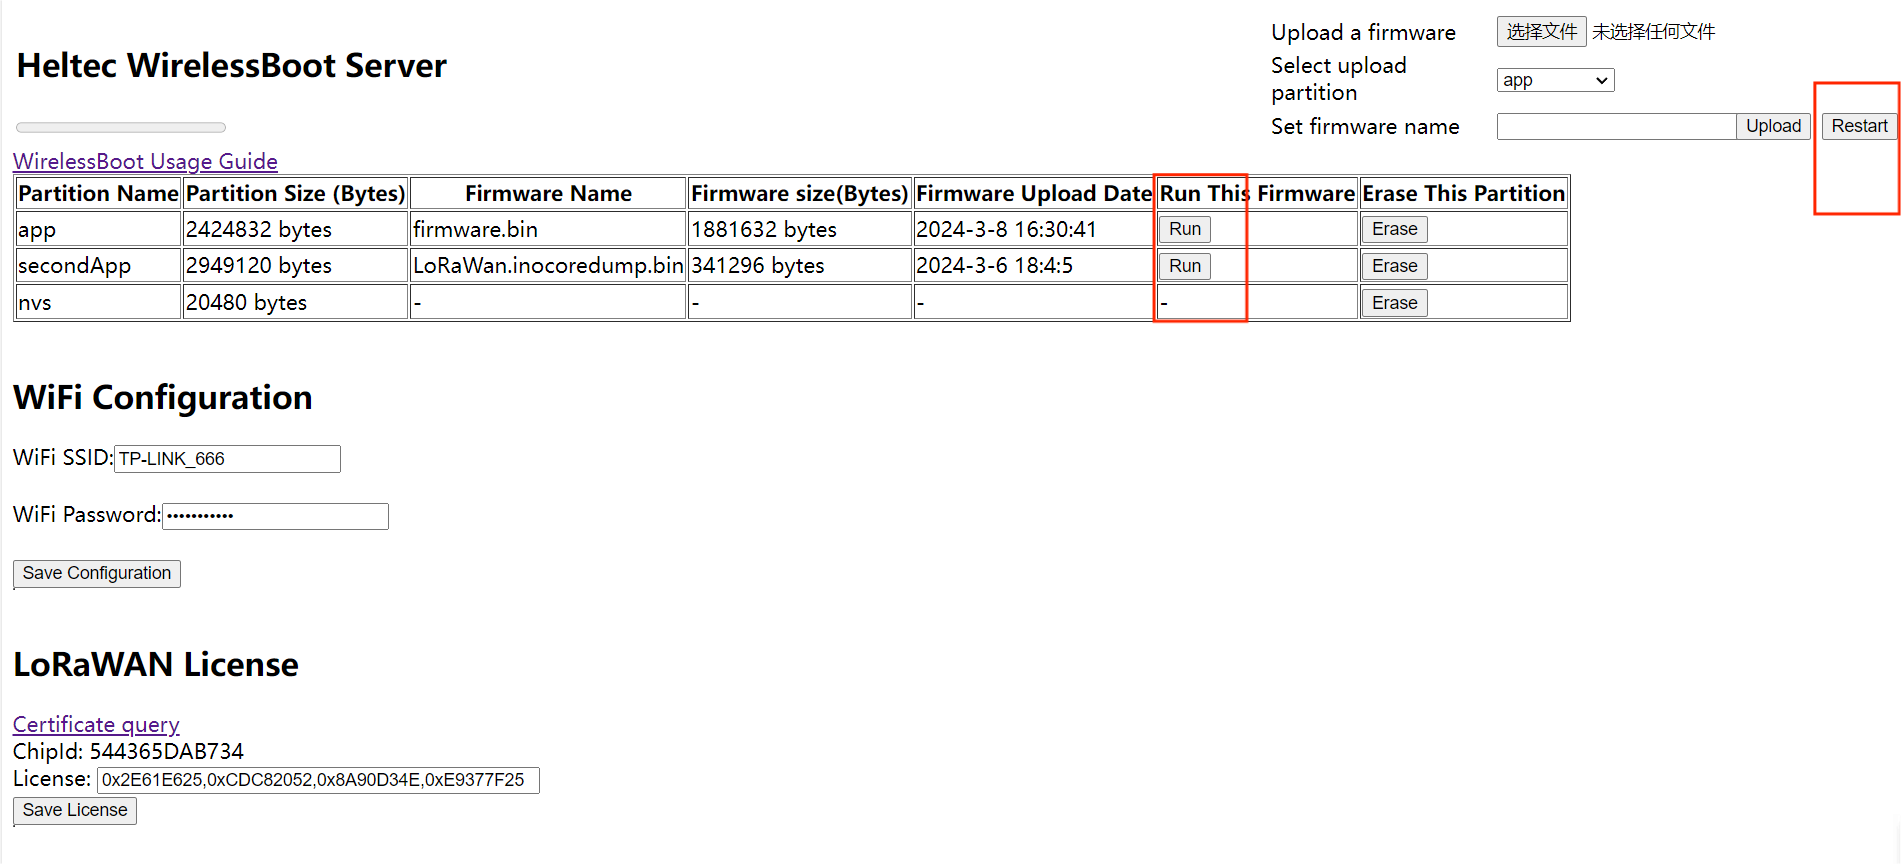 Heltec WirelessBoot Server
Upload a firmware 选择文件 未选择任何文件
Select upload partition app
Set firmware name Upload Restart
WirelessBoot Usage Guide
Partition Name Partition Size (Bytes) Firmware Name Firmware size(Bytes) Firmware Upload Date Run This Firmware Erase This Partition
app 2424832 bytes firmware.bin 1881632 bytes 2024-3-8 16:30:41 Run Erase
secondApp 2949120 bytes LoRaWan.inocoredump.bin 341296 bytes 2024-3-6 18:4:5 Run Erase
nvs 20480 bytes - - - - Erase
WiFi Configuration
WiFi SSID: TP-LINK_666
WiFi Password: •••••••••••
Save Configuration
LoRaWAN License
Certificate query
ChipId: 544365DAB734
License: 0x2E61E625,0xCDC82052,0x8A90D34E,0xE9377F25
Save License